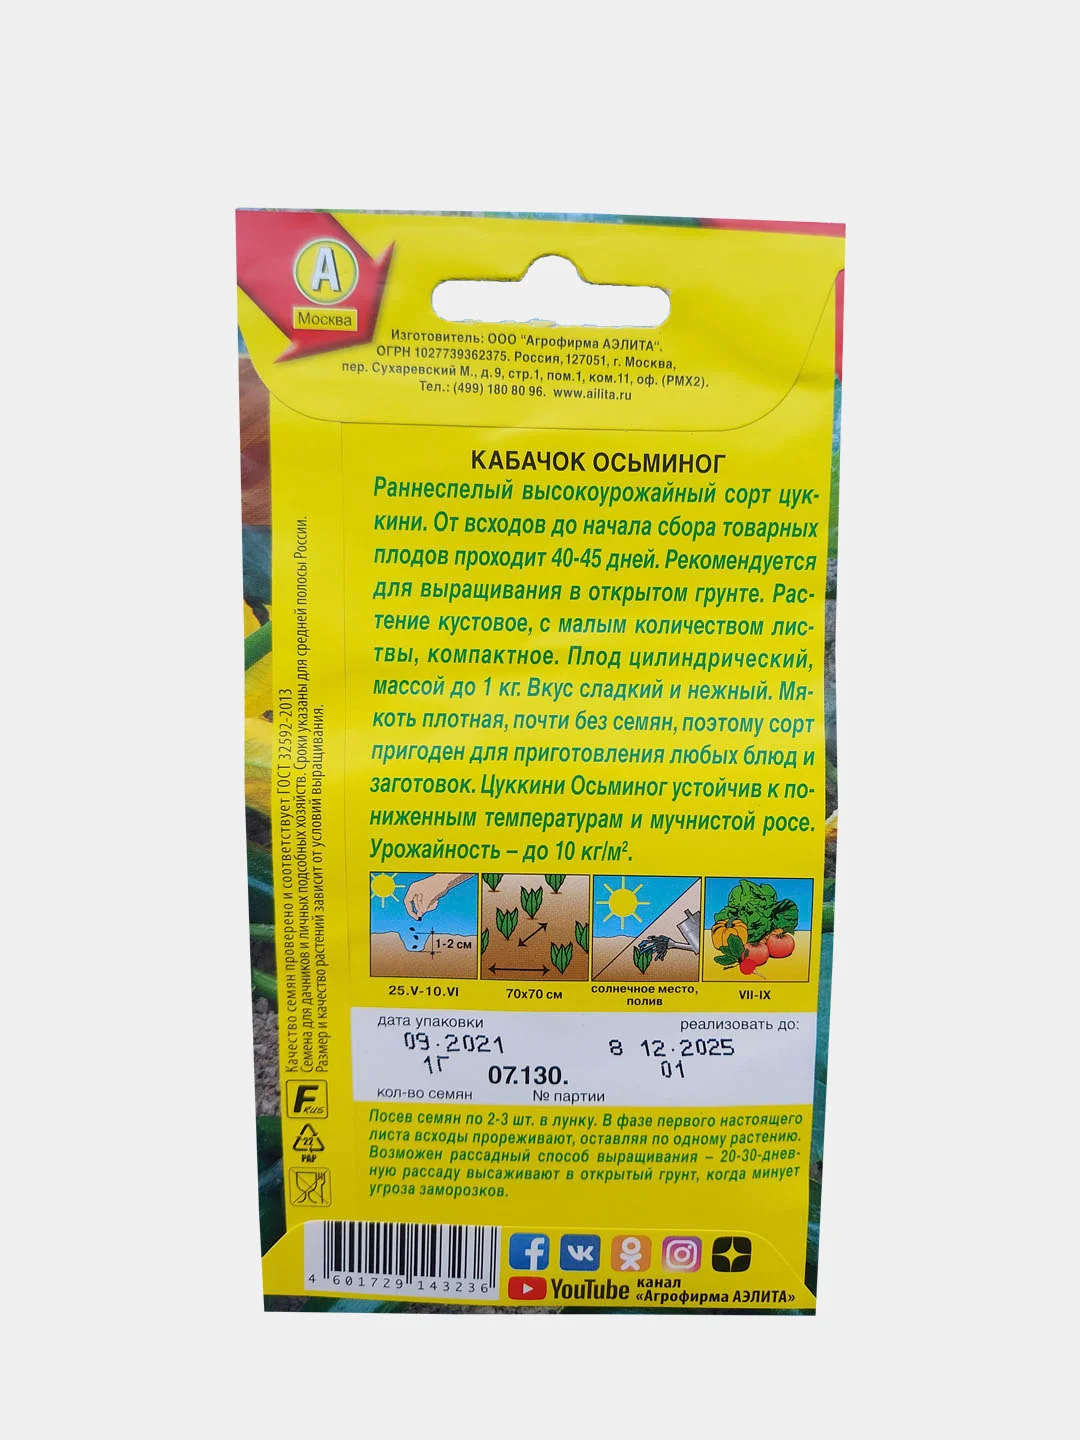 А
Москва
Изготовитель: ООО "Агрофирма АЭЛИТА".
ОГРН 1027739362375. Россия, 127051, г. Москва,
пер. Сухаревский М., д.9, стр.1, пом.1, ком.11, оф. (РМХ2).
Тел.: (499) 180 80 96. www.ailita.ru
КАБАЧОК ОСЬМИНОГ
Раннеспелый высокоурожайный сорт цук-
кини. От всходов до начала сбора товарных
плодов проходит 40-45 дней. Рекомендуется
для выращивания в открытом грунте. Рас-
тение кустовое, с малым количеством лис-
твы, компактное. Плод цилиндрический,
массой до 1 кг. Вкус сладкий и нежный. Мя-
коть плотная, почти без семян, поэтому сорт
пригоден для приготовления любых блюд и
заготовок. Цуккини Осьминог устойчив к по-
ниженным температурам и мучнистой росе.
Урожайность – до 10 кг/м².
1-2 см
25.V-10.VI
70х70 см
солнечное место,
полив
VII-IX
дата упаковки
реализовать до:
09.2021
8 12.2025
1Г
07.130.
01
кол-во семян
№ партии
Посев семян по 2-3 шт. в лунку. В фазе первого настоящего
листа всходы прореживают, оставляя по одному растению.
Возможен рассадный способ выращивания – 20-30-днев-
ную рассаду высаживают в открытый грунт, когда минует
угроза заморозков.
Качество семян проверено и соответствует ГОСТ 32592-2013
Семена для дачников и личных подсобных хозяйств. Сроки указаны для средней полосы России.
Размер и качество растений зависит от условий выращивания.
F RUS
22
PAP
4 601729 143236
YouTube
канал
«Агрофирма АЭЛИТА»